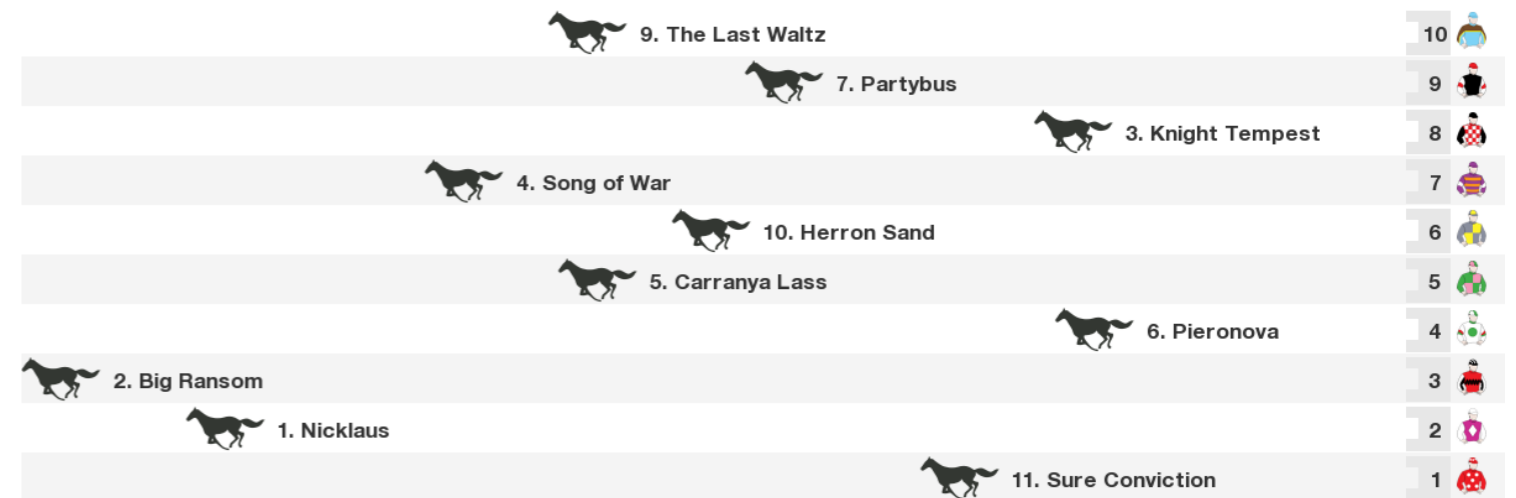 9. The Last Waltz 10
7. Partybus 9
3. Knight Tempest 8
4. Song of War 7
10. Herron Sand 6
5. Carranya Lass 5
6. Pieronova 4
2. Big Ransom 3
1. Nicklaus 2
11. Sure Conviction 1